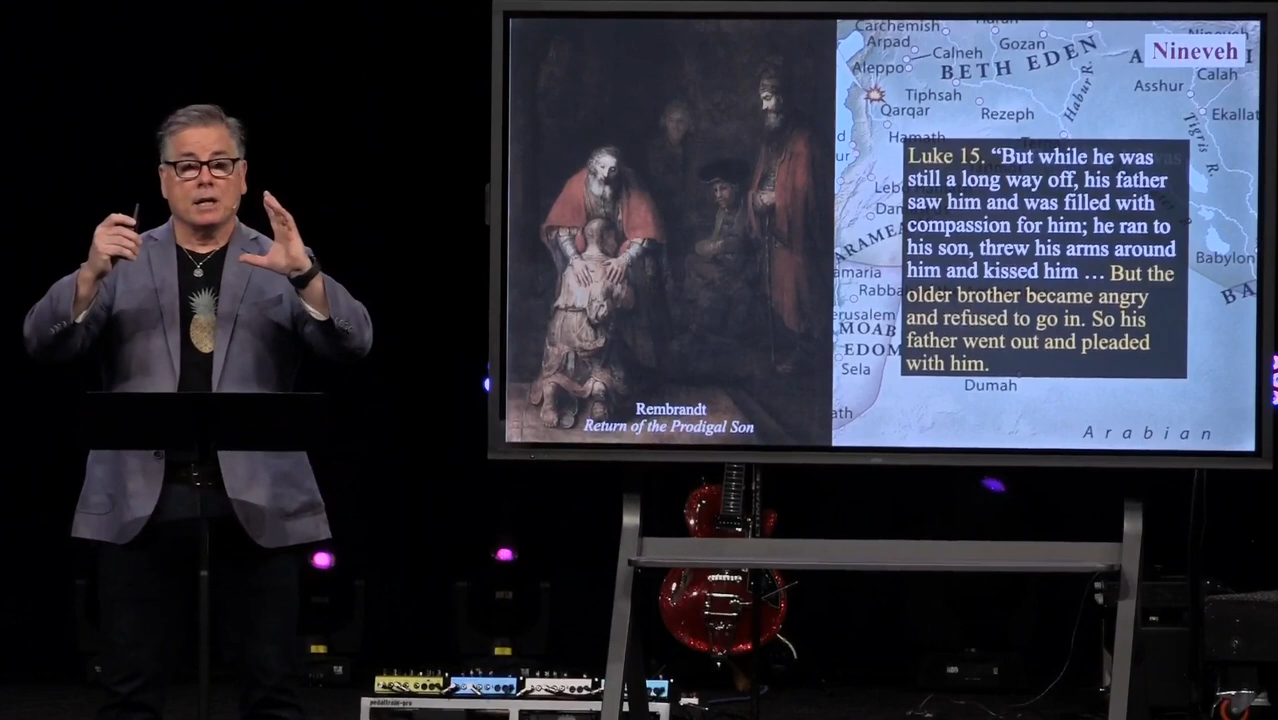 Carchemish
Arpad
Calneh
Gozan
Aleppo
BETH EDEN
Habur R.
Nineveh
Calah
Asshur
Tiphsah
Qarqar
Rezeph
Ekallat
Hamath
Tigris R.
Luke 15. “But while he was
still a long way off, his father
saw him and was filled with
compassion for him; he ran to
his son, threw his arms around
him and kissed him … But the
older brother became angry
and refused to go in. So his
father went out and pleaded
with him.
Babylon
MOAB
EDOM
Sela
Dumah
Arabian
Rembrandt
Return of the Prodigal Son
pedaltrain-pro